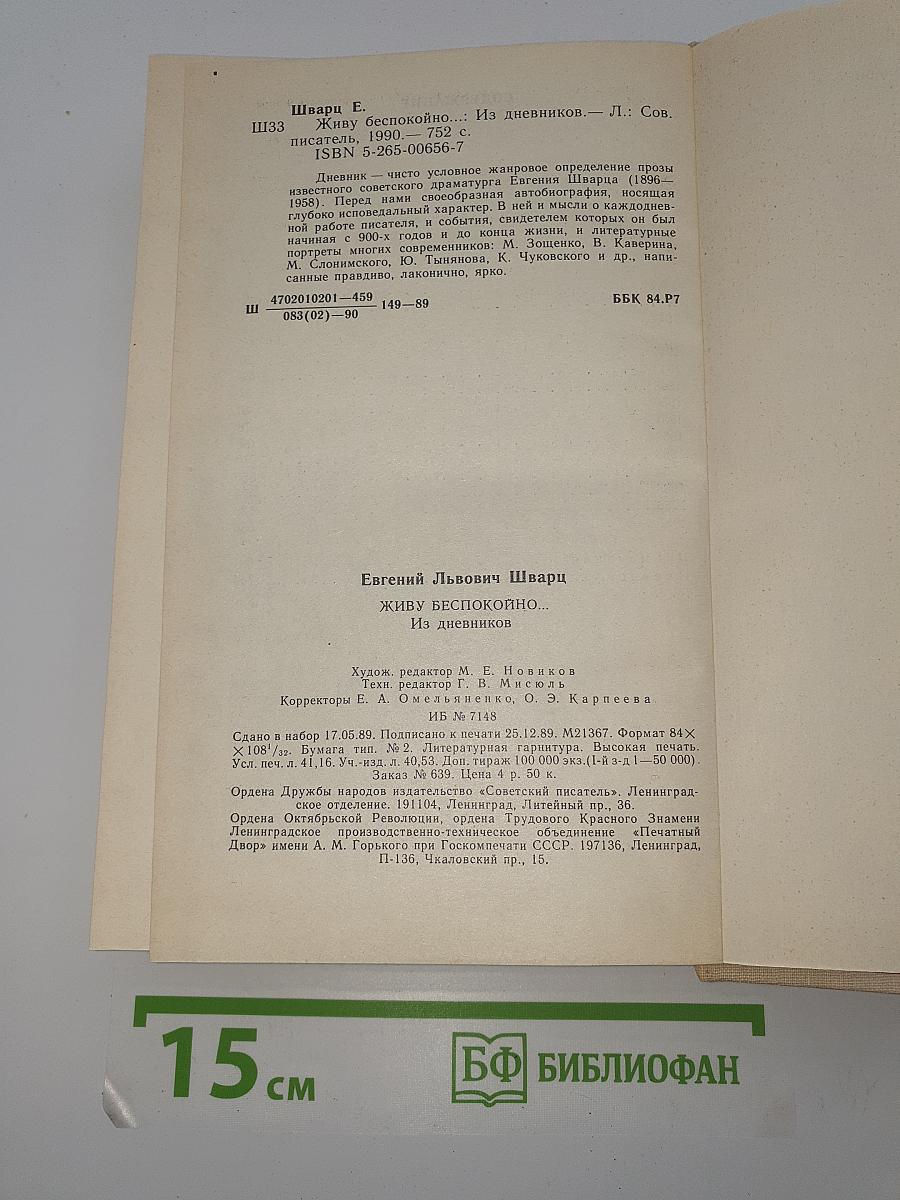 Шварц Е.
Ш33 Живу беспокойно...: Из дневников.— Л.: Сов.
писатель, 1990.— 752 с.
ISBN 5-265-00656-7
Дневник — чисто условное жанровое определение прозы
известного советского драматурга Евгения Шварца (1896—
1958). Перед нами своеобразная автобиография, носящая
глубоко исповедальный характер. В ней и мысли о каждоднев-
ной работе писателя, и события, свидетелем которых он был
начиная с 900-х годов и до конца жизни, и литературные
портреты многих современников: М. Зощенко, В. Каверина,
М. Слонимского, Ю. Тынянова, К. Чуковского и др., напи-
санные правдиво, лаконично, ярко.
Ш 4702010201—459 149—89 ББК 84.Р7
083(02)—90
Евгений Львович Шварц
ЖИВУ БЕСПОКОЙНО...
Из дневников
Худож. редактор М. Е. Новиков
Техн. редактор Г. В. Мисюль
Корректоры Е. А. Омельяненко, О. Э. Карпеева
ИБ № 7148
Сдано в набор 17.05.89. Подписано к печати 25.12.89. М21367. Формат 84×
×108¹/₃₂. Бумага тип. № 2. Литературная гарнитура. Высокая печать.
Усл. печ. л. 41,16. Уч.-изд. л. 40,53. Доп. тираж 100 000 экз.(1-й з-д 1—50 000).
Заказ № 639. Цена 4 р. 50 к.
Ордена Дружбы народов издательство «Советский писатель». Ленинград-
ское отделение. 191104, Ленинград, Литейный пр., 36.
Ордена Октябрьской Революции, ордена Трудового Красного Знамени
Ленинградское производственно-техническое объединение «Печатный
Двор» имени А. М. Горького при Госкомпечати СССР. 197136, Ленинград,
П-136, Чкаловский пр., 15.
15 см
БФ БИБЛИОФАН